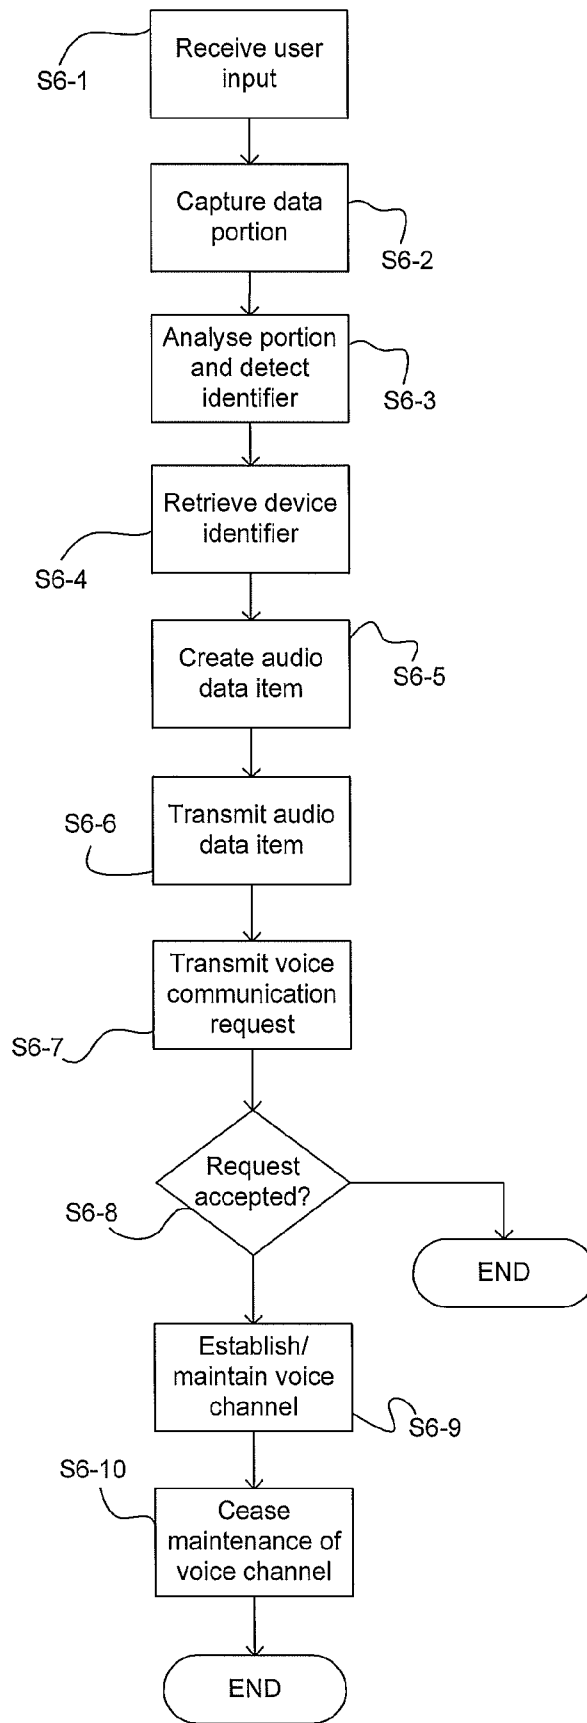 Receive user
input
S6-1
Capture data
portion
S6-2
Analyse portion
and detect
identifier
S6-3
Retrieve device
identifier
S6-4
Create audio
data item
S6-5
Transmit audio
data item
S6-6
Transmit voice
communication
request
S6-7
Request
accepted?
S6-8
END
Establish/
maintain voice
channel
S6-9
S6-10
Cease
maintenance of
voice channel
END